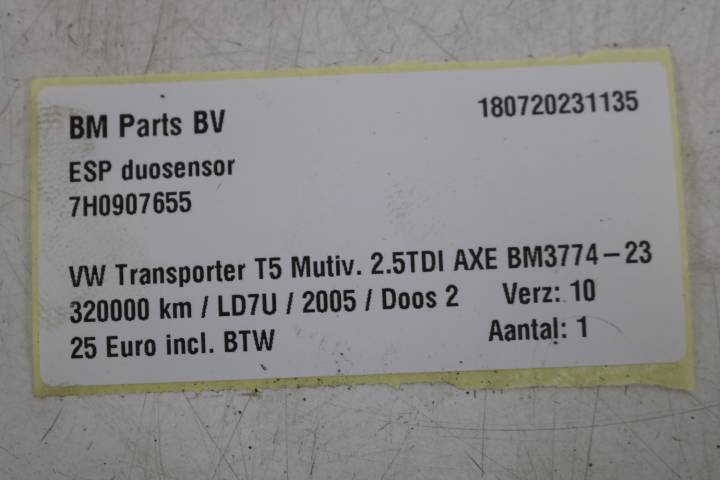 BM Parts BV 180720231135
ESP duosensor
7H0907655
VW Transporter T5 Mutiv. 2.5TDI AXE BM3774-23
320000 km / LD7U / 2005 / Doos 2 Verz: 10
25 Euro incl. BTW Aantal: 1